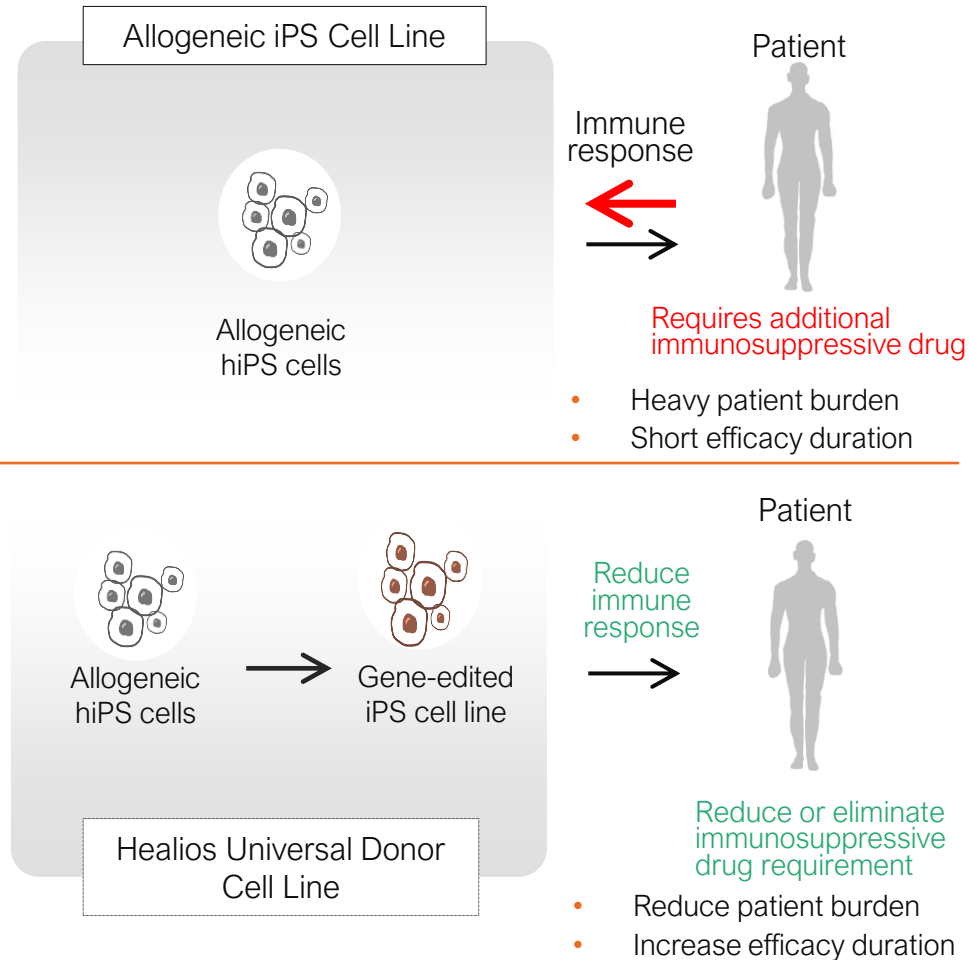 Allogeneic iPS Cell Line
Patient
Immune
response
Allogeneic
hiPS cells
Requires additional
immunosuppressive drug
• Heavy patient burden
• Short efficacy duration
Patient
Reduce
immune
response
Allogeneic
hiPS cells
Gene-edited
iPS cell line
Healios Universal Donor
Cell Line
Reduce or eliminate
immunosuppressive
drug requirement
• Reduce patient burden
• Increase efficacy duration